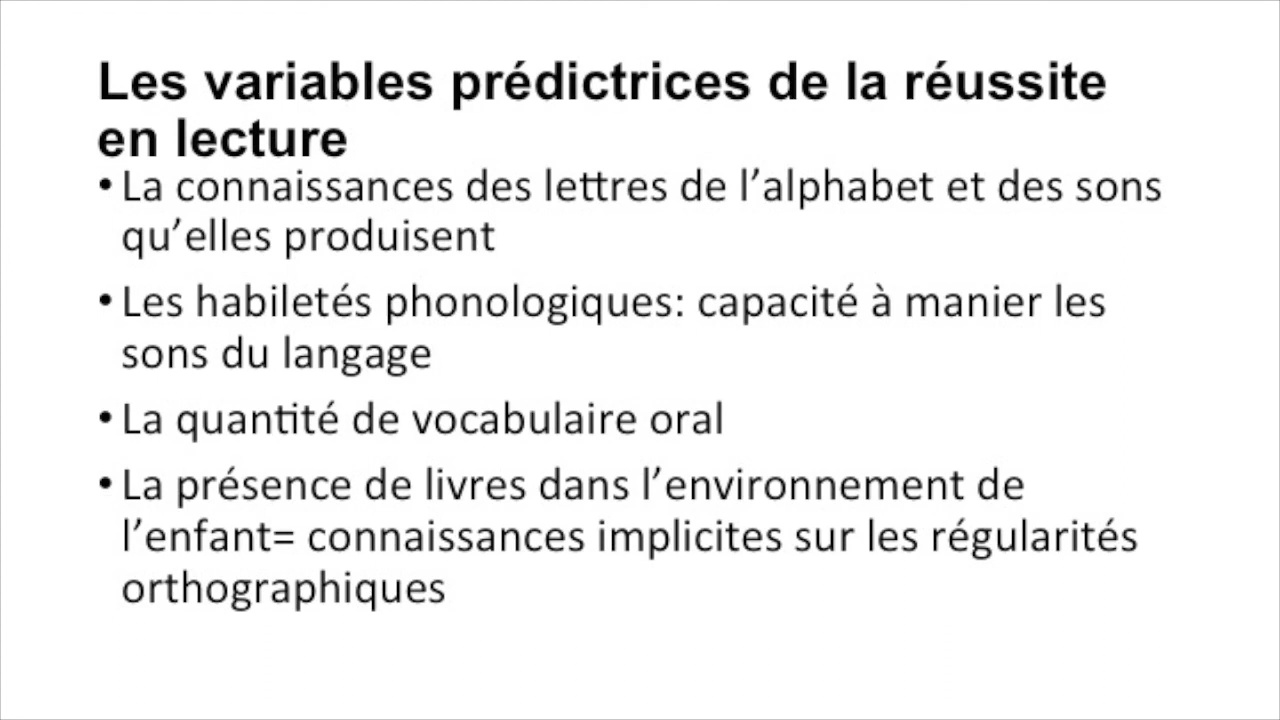 Les variables prédictrices de la réussite
en lecture
• La connaissances des lettres de l’alphabet et des sons
qu’elles produisent
• Les habiletés phonologiques: capacité à manier les
sons du langage
• La quantité de vocabulaire oral
• La présence de livres dans l’environnement de
l’enfant= connaissances implicites sur les régularités
orthographiques